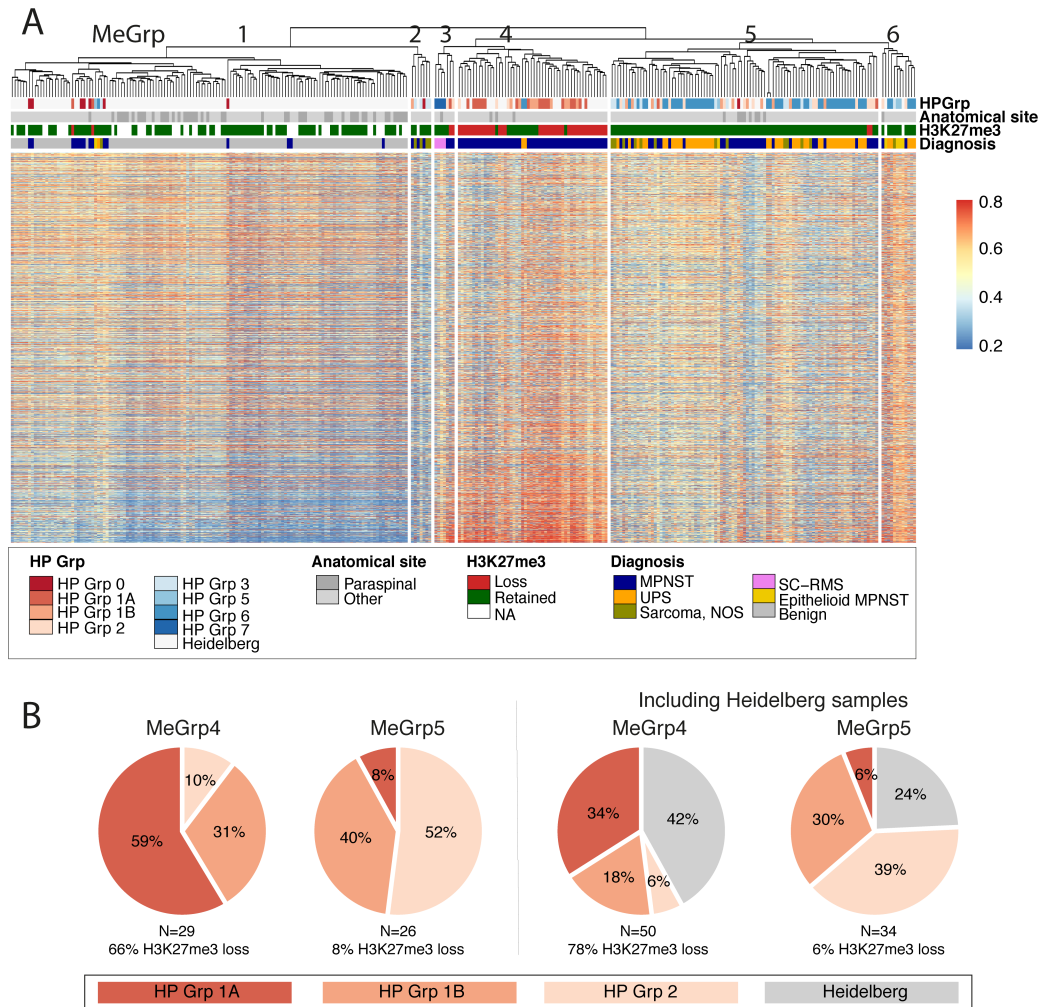 A
MeGrp 1 2 3 4 5 6
HPGrp
Anatomical site
H3K27me3
Diagnosis
0.8
0.6
0.4
0.2
HP Grp
HP Grp 0
HP Grp 1A
HP Grp 1B
HP Grp 2
HP Grp 3
HP Grp 5
HP Grp 6
HP Grp 7
Heidelberg
Anatomical site
Paraspinal
Other
H3K27me3
Loss
Retained
NA
Diagnosis
MPNST
UPS
Sarcoma, NOS
SC-RMS
Epithelioid MPNST
Benign
B
Including Heidelberg samples
MeGrp4
10%
31%
59%
N=29
66% H3K27me3 loss
MeGrp5
8%
40%
52%
N=26
8% H3K27me3 loss
MeGrp4
34%
42%
18%
6%
N=50
78% H3K27me3 loss
MeGrp5
6%
24%
30%
39%
N=34
6% H3K27me3 loss
HP Grp 1A
HP Grp 1B
HP Grp 2
Heidelberg